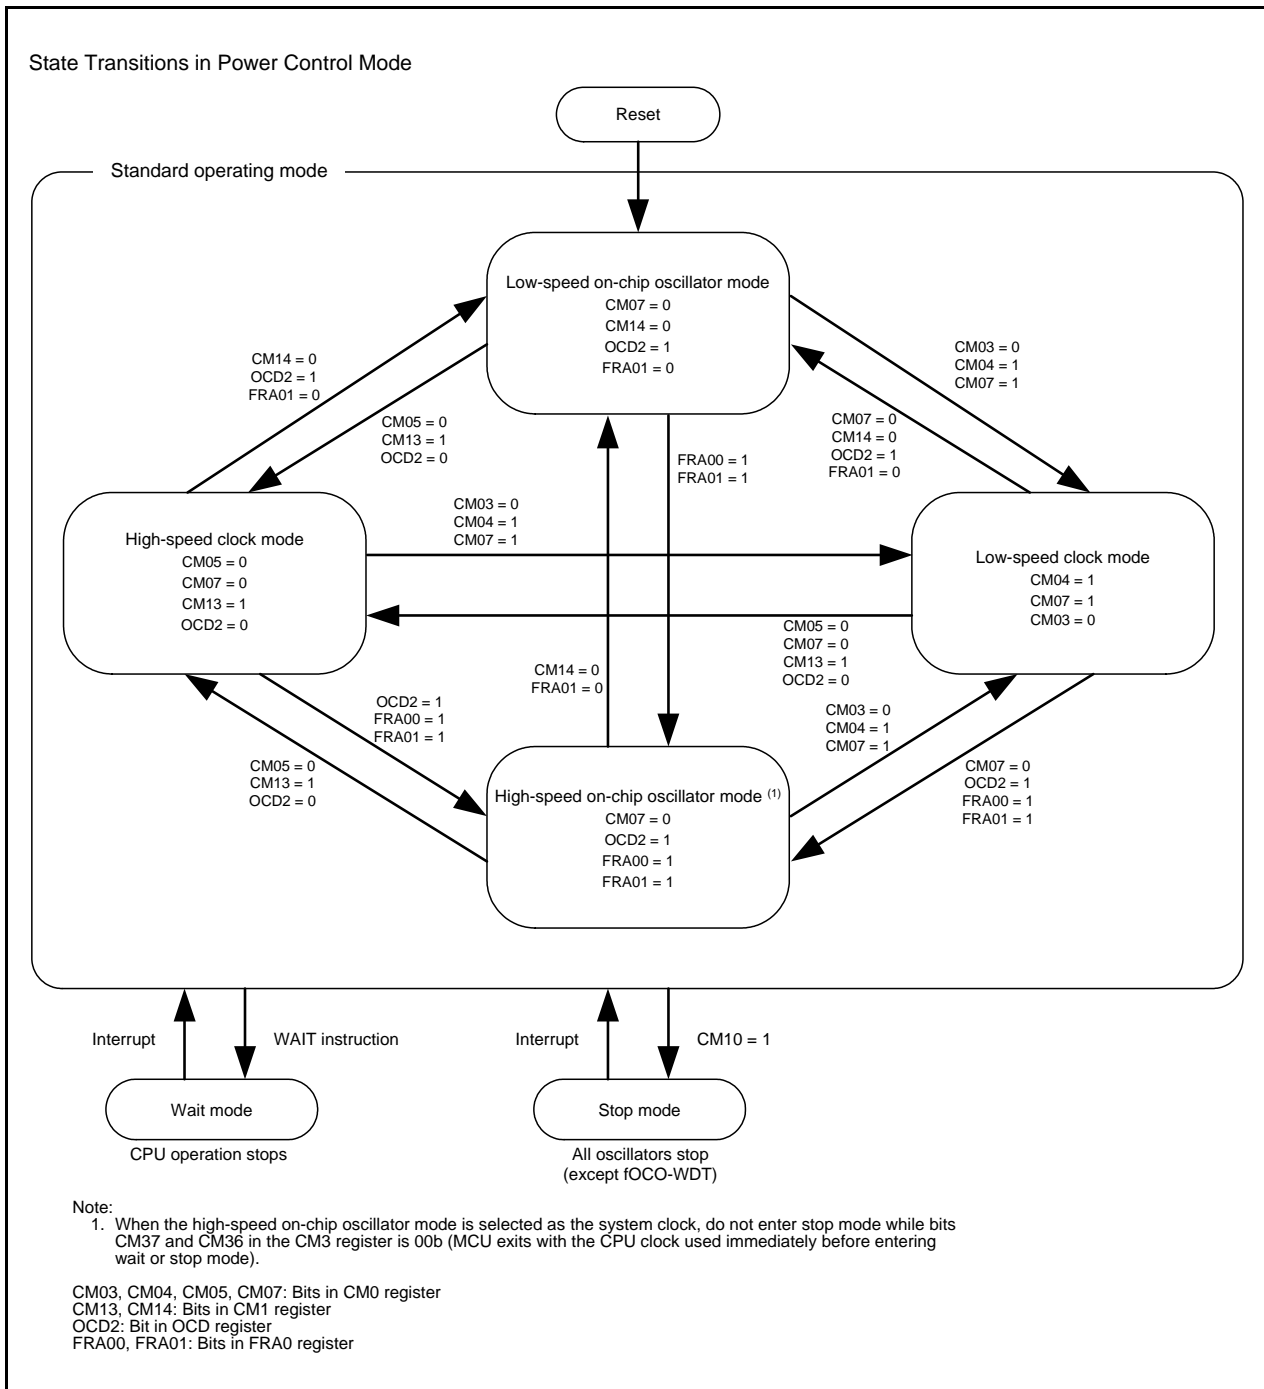 State Transitions in Power Control Mode
Reset
Standard operating mode
Low-speed on-chip oscillator mode
CM07 = 0
CM14 = 0
OCD2 = 1
FRA01 = 0
CM14 = 0
OCD2 = 1
FRA01 = 0
CM05 = 0
CM13 = 1
OCD2 = 0
CM03 = 0
CM04 = 1
CM07 = 1
CM07 = 0
CM14 = 0
OCD2 = 1
FRA01 = 0
FRA00 = 1
FRA01 = 1
High-speed clock mode
CM05 = 0
CM07 = 0
CM13 = 1
OCD2 = 0
CM03 = 0
CM04 = 1
CM07 = 1
Low-speed clock mode
CM04 = 1
CM07 = 1
CM03 = 0
CM05 = 0
CM07 = 0
CM13 = 1
OCD2 = 0
CM14 = 0
FRA01 = 0
OCD2 = 1
FRA00 = 1
FRA01 = 1
CM03 = 0
CM04 = 1
CM07 = 1
CM05 = 0
CM13 = 1
OCD2 = 0
CM07 = 0
OCD2 = 1
FRA00 = 1
FRA01 = 1
High-speed on-chip oscillator mode (1)
CM07 = 0
OCD2 = 1
FRA00 = 1
FRA01 = 1
Interrupt
WAIT instruction
Interrupt
CM10 = 1
Wait mode
Stop mode
CPU operation stops
All oscillators stop
(except fOCO-WDT)
Note:
1. When the high-speed on-chip oscillator mode is selected as the system clock, do not enter stop mode while bits
CM37 and CM36 in the CM3 register is 00b (MCU exits with the CPU clock used immediately before entering
wait or stop mode).
CM03, CM04, CM05, CM07: Bits in CM0 register
CM13, CM14: Bits in CM1 register
OCD2: Bit in OCD register
FRA00, FRA01: Bits in FRA0 register